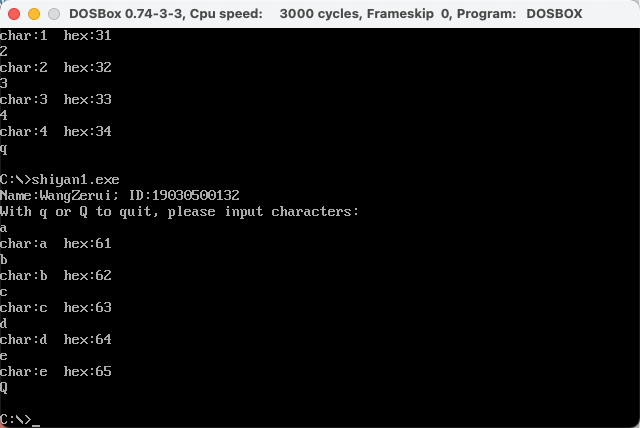 DOSBox 0.74-3-3, Cpu speed: 3000 cycles, Frameskip 0, Program: DOSBOX
char:1 hex:31
2
char:2 hex:32
3
char:3 hex:33
4
char:4 hex:34
q
C:\>shiyan1.exe
Name:WangZerui; ID:19030500132
With q or Q to quit, please input characters:
a
char:a hex:61
b
char:b hex:62
c
char:c hex:63
d
char:d hex:64
e
char:e hex:65
Q
C:\>_